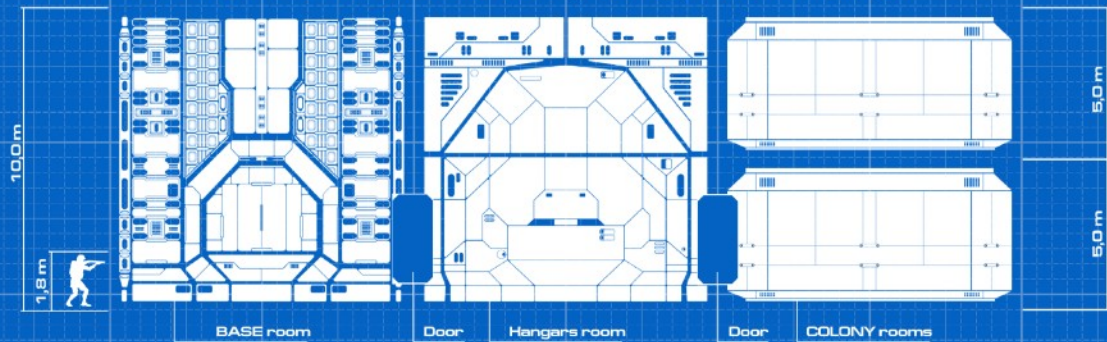 10,0 m
1,8 m
5,0 m
5,0 m
BASE room
Door
Hangars room
Door
COLONY rooms